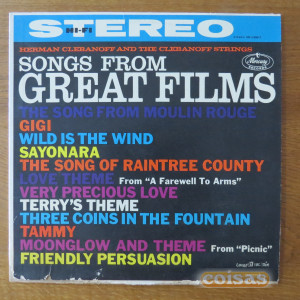 STEREO
HI-FI
HERMAN CLEBANOFF AND THE CLEBANOFF STRINGS
SONGS FROM
GREAT FILMS
Mercury
RECORDS
THE SONG FROM MOULIN ROUGE
GIGI
WILD IS THE WIND
SAYONARA
THE SONG OF RAINTREE COUNTY
LOVE THEME From "A Farewell To Arms"
VERY PRECIOUS LOVE
TERRY'S THEME
THREE COINS IN THE FOUNTAIN
TAMMY
MOONGLOW AND THEME From "Picnic"
FRIENDLY PERSUASION
coisas